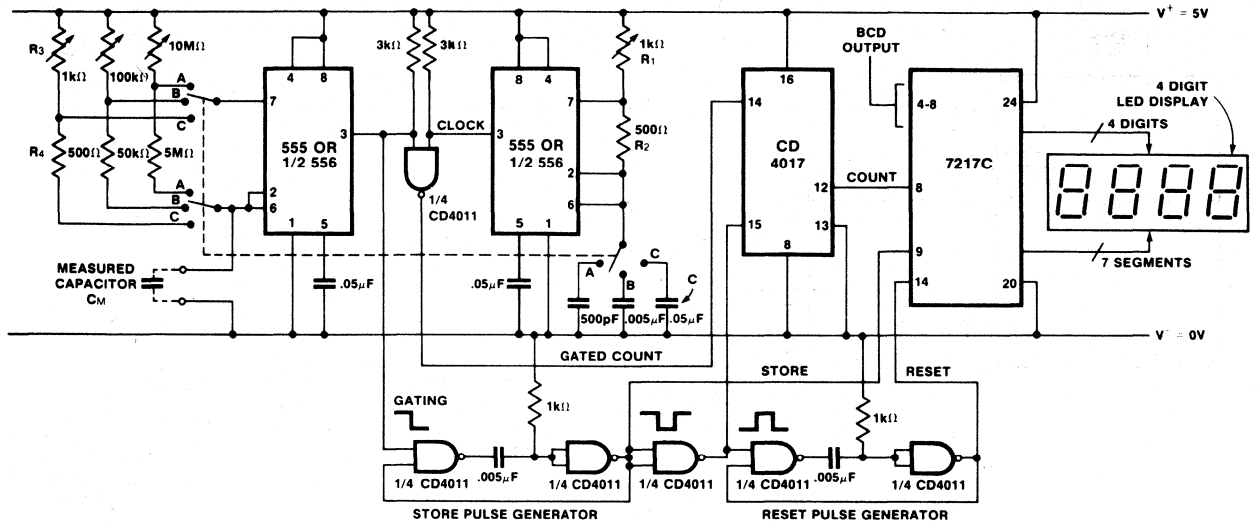 V⁺ = 5V
R₃
1kΩ
100kΩ
10MΩ
A
B
C
R₄
500Ω
50kΩ
5MΩ
A
B
C
MEASURED
CAPACITOR
C_M
4
8
7
3
555 OR
1/2 556
2
6
1
5
.05µF
3kΩ
3kΩ
CLOCK
1/4
CD4011
8
4
7
3
555 OR
1/2 556
2
6
5
1
.05µF
1kΩ
R₁
500Ω
R₂
A
B
C
C
500pF
.005µF
.05µF
16
14
CD
4017
12
15
13
8
COUNT
BCD
OUTPUT
4-8
24
7217C
8
9
14
20
4 DIGIT
LED DISPLAY
4 DIGITS
8888
7 SEGMENTS
V⁻ = 0V
GATED COUNT
STORE
RESET
GATING
1kΩ
1kΩ
1/4 CD4011
.005µF
1/4 CD4011
1/4 CD4011
1/4 CD4011
.005µF
1/4 CD4011
STORE PULSE GENERATOR
RESET PULSE GENERATOR